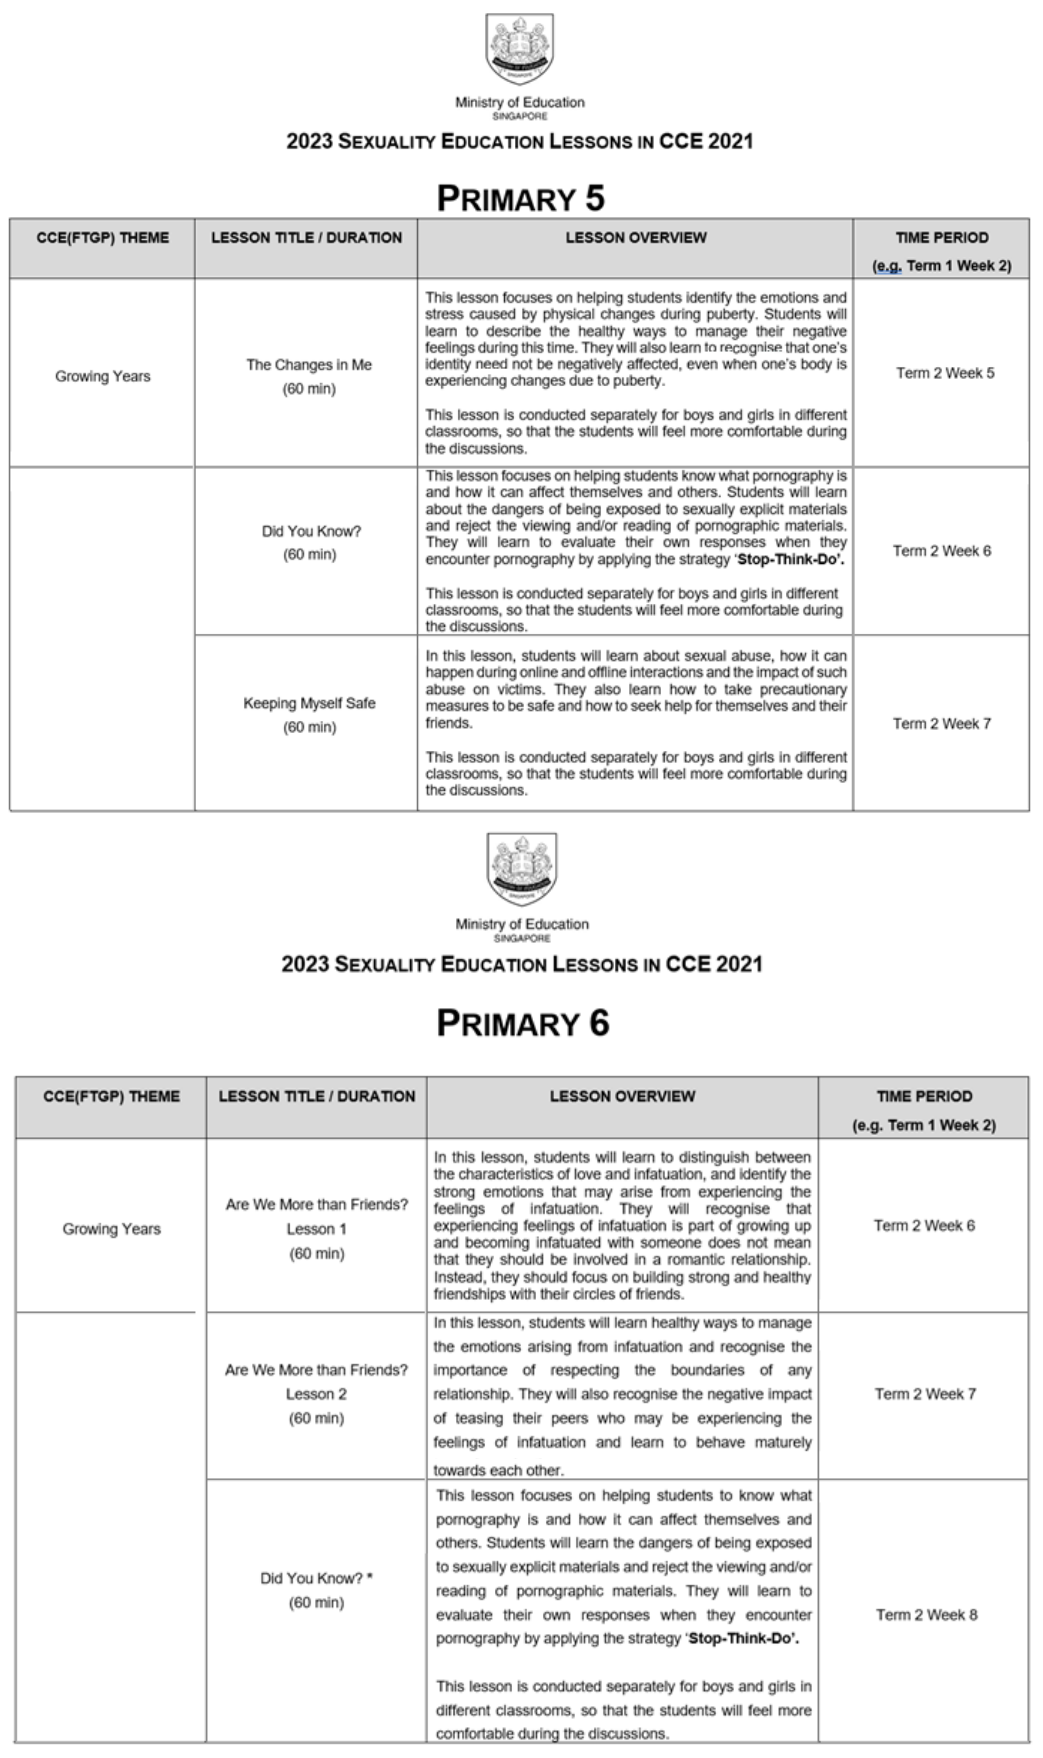 Ministry of Education
SINGAPORE
2023 SEXUALITY EDUCATION LESSONS IN CCE 2021
PRIMARY 5
CCE(FTGP) THEME
LESSON TITLE / DURATION
LESSON OVERVIEW
TIME PERIOD
(e.g. Term 1 Week 2)
Growing Years
The Changes in Me
(60 min)
This lesson focuses on helping students identify the emotions and
stress caused by physical changes during puberty. Students will
learn to describe the healthy ways to manage their negative
feelings during this time. They will also learn to recognise that one's
identity need not be negatively affected, even when one's body is
experiencing changes due to puberty.
This lesson is conducted separately for boys and girls in different
classrooms, so that the students will feel more comfortable during
the discussions.
Term 2 Week 5
Did You Know?
(60 min)
This lesson focuses on helping students know what pornography is
and how it can affect themselves and others. Students will learn
about the dangers of being exposed to sexually explicit materials
and reject the viewing and/or reading of pornographic materials.
They will learn to evaluate their own responses when they
encounter pornography by applying the strategy 'Stop-Think-Do'.
This lesson is conducted separately for boys and girls in different
classrooms, so that the students will feel more comfortable during
the discussions.
Term 2 Week 6
Keeping Myself Safe
(60 min)
In this lesson, students will learn about sexual abuse, how it can
happen during online and offline interactions and the impact of such
abuse on victims. They also learn how to take precautionary
measures to be safe and how to seek help for themselves and their
friends.
This lesson is conducted separately for boys and girls in different
classrooms, so that the students will feel more comfortable during
the discussions.
Term 2 Week 7
Ministry of Education
SINGAPORE
2023 SEXUALITY EDUCATION LESSONS IN CCE 2021
PRIMARY 6
CCE(FTGP) THEME
LESSON TITLE / DURATION
LESSON OVERVIEW
TIME PERIOD
(e.g. Term 1 Week 2)
Growing Years
Are We More than Friends?
Lesson 1
(60 min)
In this lesson, students will learn to distinguish between
the characteristics of love and infatuation, and identify the
strong emotions that may arise from experiencing the
feelings of infatuation. They will recognise that
experiencing feelings of infatuation is part of growing up
and becoming infatuated with someone does not mean
that they should be involved in a romantic relationship.
Instead, they should focus on building strong and healthy
friendships with their circles of friends.
Term 2 Week 6
Are We More than Friends?
Lesson 2
(60 min)
In this lesson, students will learn healthy ways to manage
the emotions arising from infatuation and recognise the
importance of respecting the boundaries of any
relationship. They will also recognise the negative impact
of teasing their peers who may be experiencing the
feelings of infatuation and learn to behave maturely
towards each other.
Term 2 Week 7
Did You Know? *
(60 min)
This lesson focuses on helping students to know what
pornography is and how it can affect themselves and
others. Students will learn the dangers of being exposed
to sexually explicit materials and reject the viewing and/or
reading of pornographic materials. They will learn to
evaluate their own responses when they encounter
pornography by applying the strategy 'Stop-Think-Do'.
This lesson is conducted separately for boys and girls in
different classrooms, so that the students will feel more
comfortable during the discussions.
Term 2 Week 8